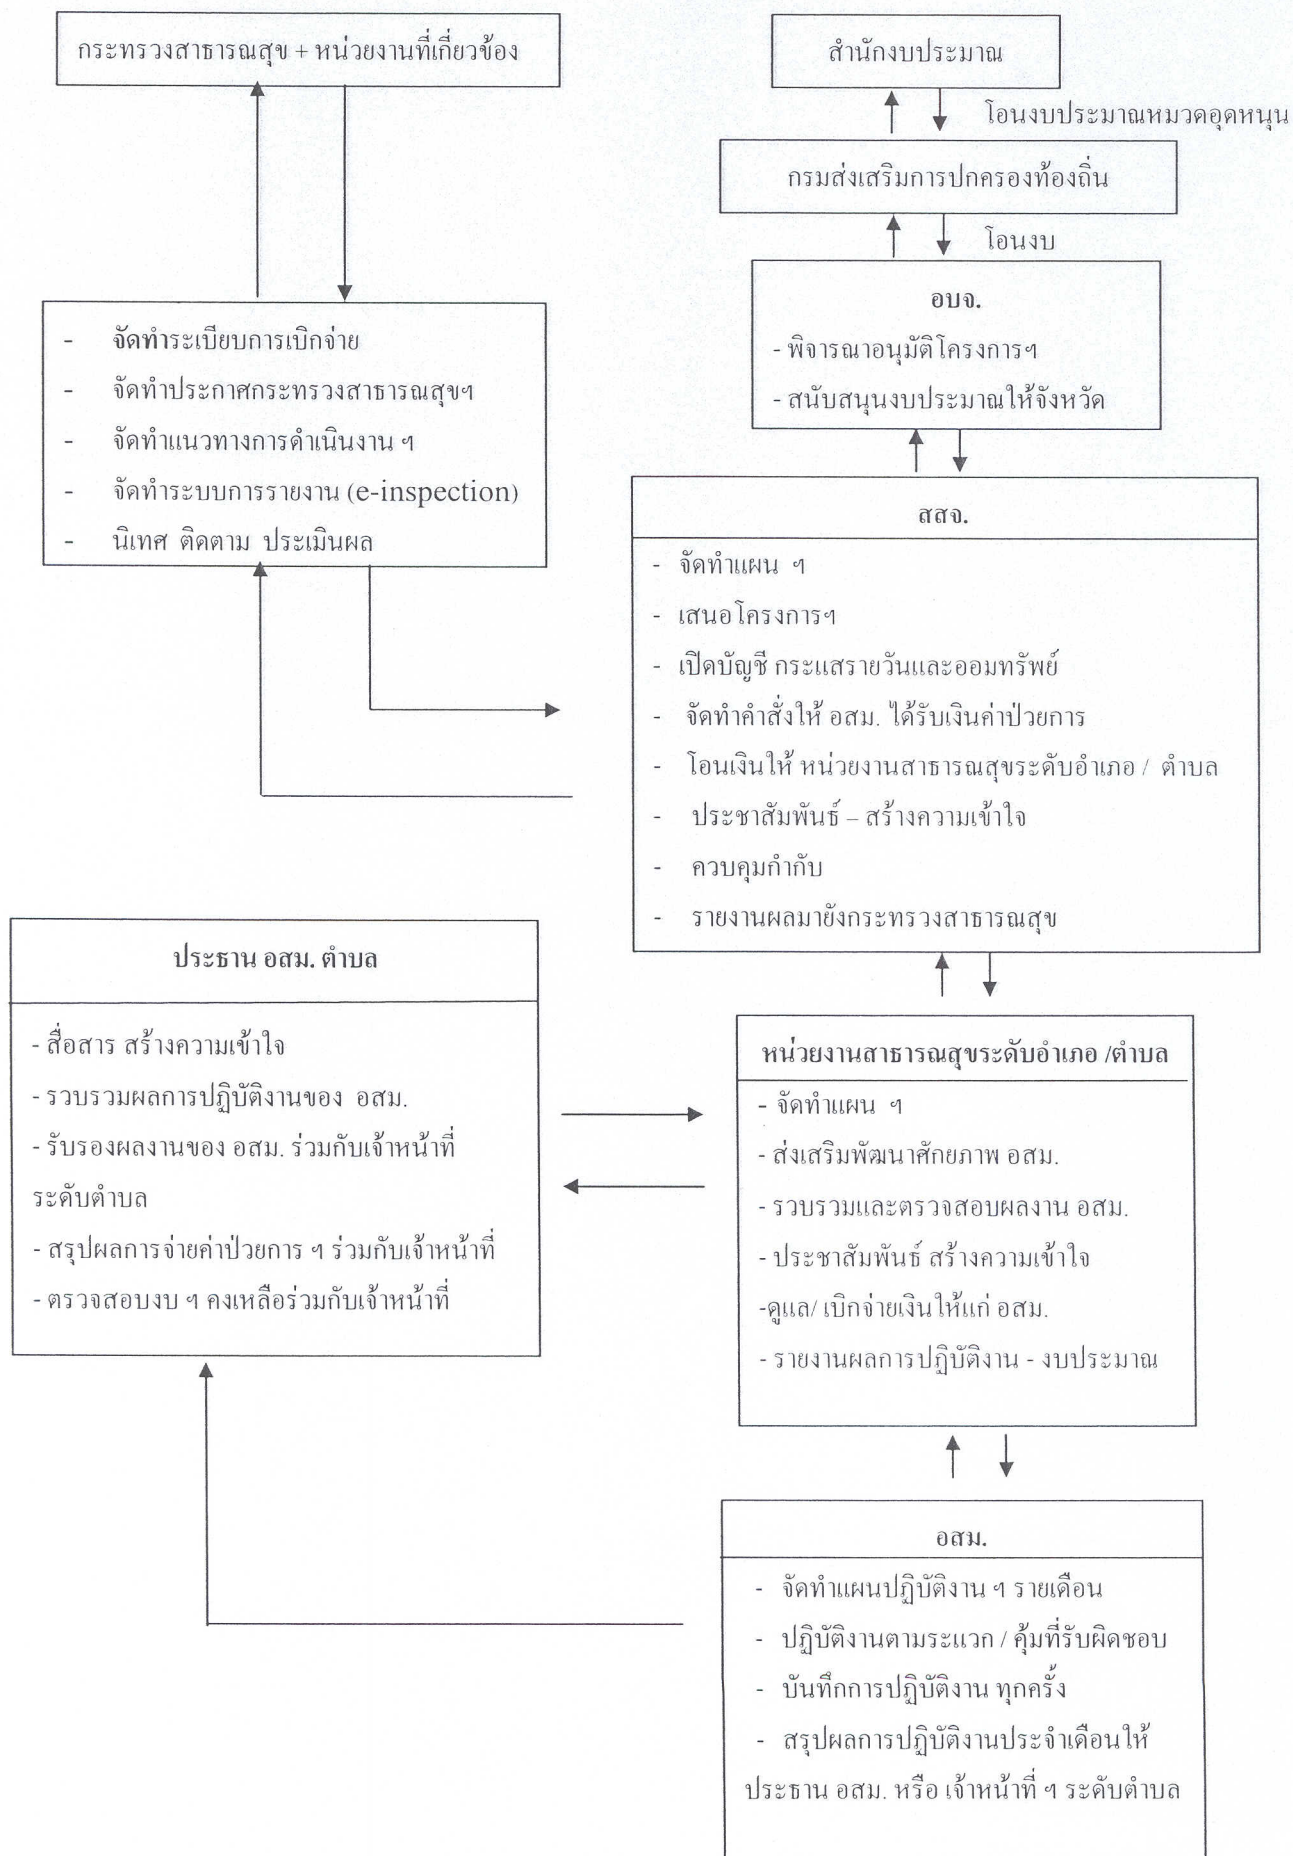 กระทรวงสาธารณสุข + หน่วยงานที่เกี่ยวข้อง
สำนักงบประมาณ
โอนงบประมาณหมวดอุดหนุน
กรมส่งเสริมการปกครองท้องถิ่น
โอนงบ
อบจ.
- พิจารณาอนุมัติโครงการฯ
- สนับสนุนงบประมาณให้จังหวัด
- จัดทำระเบียบการเบิกจ่าย
- จัดทำประกาศกระทรวงสาธารณสุขฯ
- จัดทำแนวทางการดำเนินงาน ฯ
- จัดทำระบบการรายงาน (e-inspection)
- นิเทศ ติดตาม ประเมินผล
สสจ.
- จัดทำแผน ฯ
- เสนอโครงการฯ
- เปิดบัญชี กระแสรายวันและออมทรัพย์
- จัดทำคำสั่งให้ อสม. ได้รับเงินค่าป่วยการ
- โอนเงินให้ หน่วยงานสาธารณสุขระดับอำเภอ / ตำบล
- ประชาสัมพันธ์ – สร้างความเข้าใจ
- ควบคุมกำกับ
- รายงานผลมายังกระทรวงสาธารณสุข
ประธาน อสม. ตำบล
- สื่อสาร สร้างความเข้าใจ
- รวบรวมผลการปฏิบัติงานของ อสม.
- รับรองผลงานของ อสม. ร่วมกับเจ้าหน้าที่
ระดับตำบล
- สรุปผลการจ่ายค่าป่วยการ ฯ ร่วมกับเจ้าหน้าที่
- ตรวจสอบงบ ฯ คงเหลือร่วมกับเจ้าหน้าที่
หน่วยงานสาธารณสุขระดับอำเภอ /ตำบล
- จัดทำแผน ฯ
- ส่งเสริมพัฒนาศักยภาพ อสม.
- รวบรวมและตรวจสอบผลงาน อสม.
- ประชาสัมพันธ์ สร้างความเข้าใจ
-ดูแล/ เบิกจ่ายเงินให้แก่ อสม.
- รายงานผลการปฏิบัติงาน - งบประมาณ
อสม.
- จัดทำแผนปฏิบัติงาน ฯ รายเดือน
- ปฏิบัติงานตามระแวก / คุ้มที่รับผิดชอบ
- บันทึกการปฏิบัติงาน ทุกครั้ง
- สรุปผลการปฏิบัติงานประจำเดือนให้
ประธาน อสม. หรือ เจ้าหน้าที่ ฯ ระดับตำบล